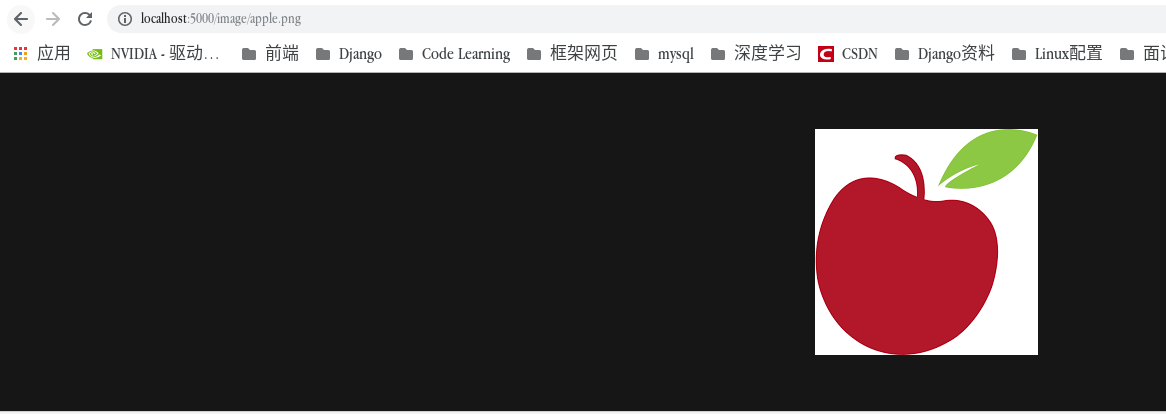 localhost:5000/image/apple.png
应用 NVIDIA - 驱动… 前端 Django Code Learning 框架网页 mysql 深度学习 CSDN Django资料 Linux配置